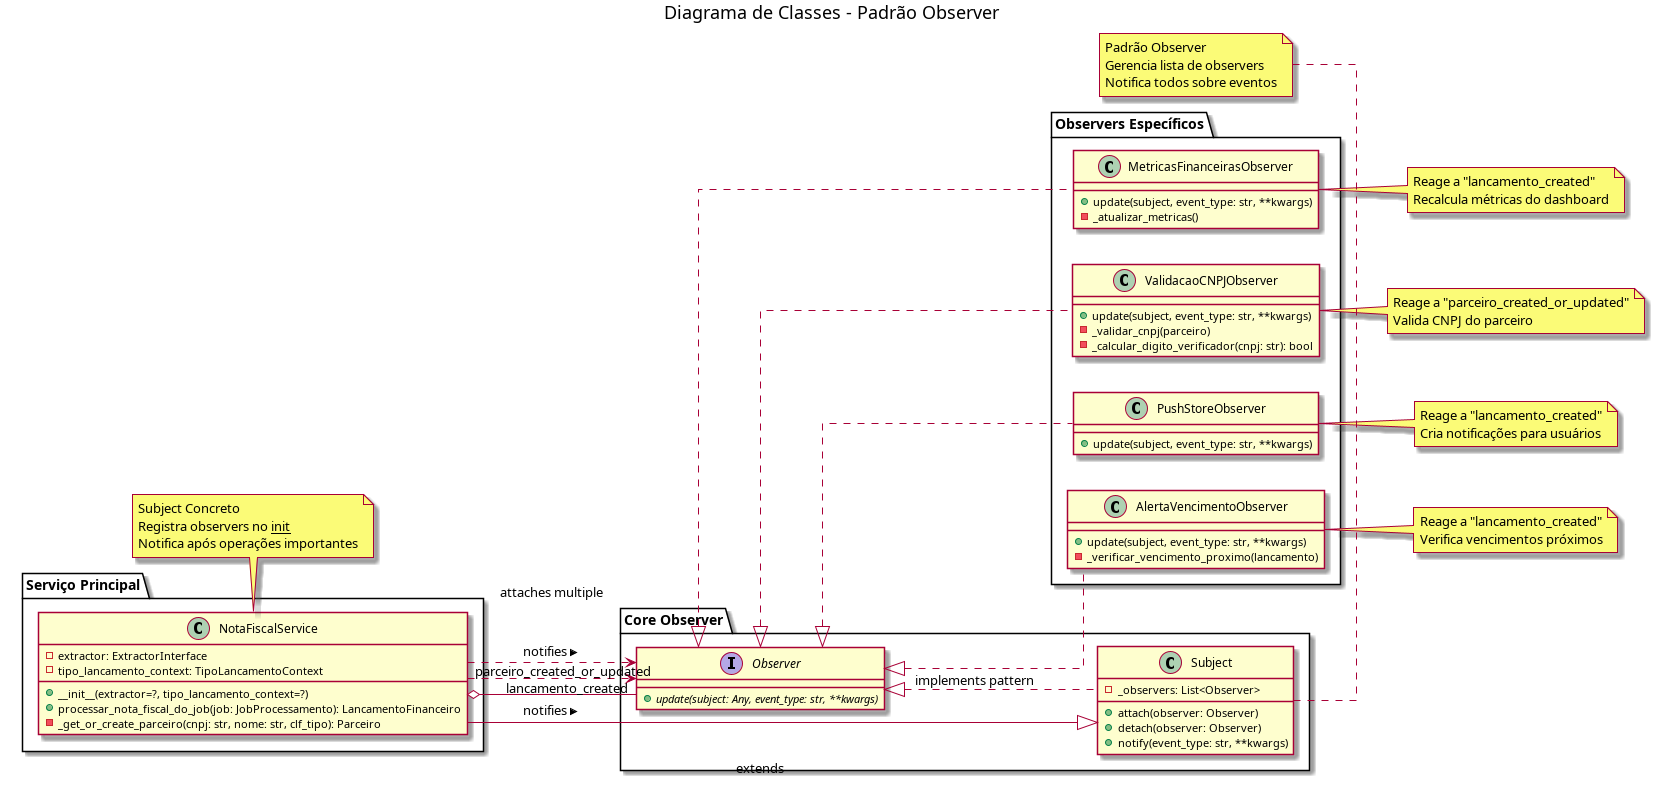 Diagrama de Classes - Padrão Observer
Padrão Observer
Gerencia lista de observers
Notifica todos sobre eventos
Observers Específicos
C MetricasFinanceirasObserver
update(subject, event_type: str, **kwargs)
_atualizar_metricas()
Reage a "lancamento_created"
Recalcula métricas do dashboard
C ValidacaoCNPJObserver
update(subject, event_type: str, **kwargs)
_validar_cnpj(parceiro)
_calcular_digito_verificador(cnpj: str): bool
Reage a "parceiro_created_or_updated"
Valida CNPJ do parceiro
C PushStoreObserver
update(subject, event_type: str, **kwargs)
Reage a "lancamento_created"
Cria notificações para usuários
C AlertaVencimentoObserver
update(subject, event_type: str, **kwargs)
_verificar_vencimento_proximo(lancamento)
Reage a "lancamento_created"
Verifica vencimentos próximos
Subject Concreto
Registra observers no init
Notifica após operações importantes
Serviço Principal
C NotaFiscalService
extractor: ExtractorInterface
tipo_lancamento_context: TipoLancamentoContext
__init__(extractor=?, tipo_lancamento_context=?)
processar_nota_fiscal_do_job(job: JobProcessamento): LancamentoFinanceiro
_get_or_create_parceiro(cnpj: str, nome: str, clf_tipo): Parceiro
attaches multiple
notifies ▶
parceiro_created_or_updated
lancamento_created
notifies ▶
extends
Core Observer
I Observer
update(subject: Any, event_type: str, **kwargs)
implements pattern
C Subject
_observers: List<Observer>
attach(observer: Observer)
detach(observer: Observer)
notify(event_type: str, **kwargs)